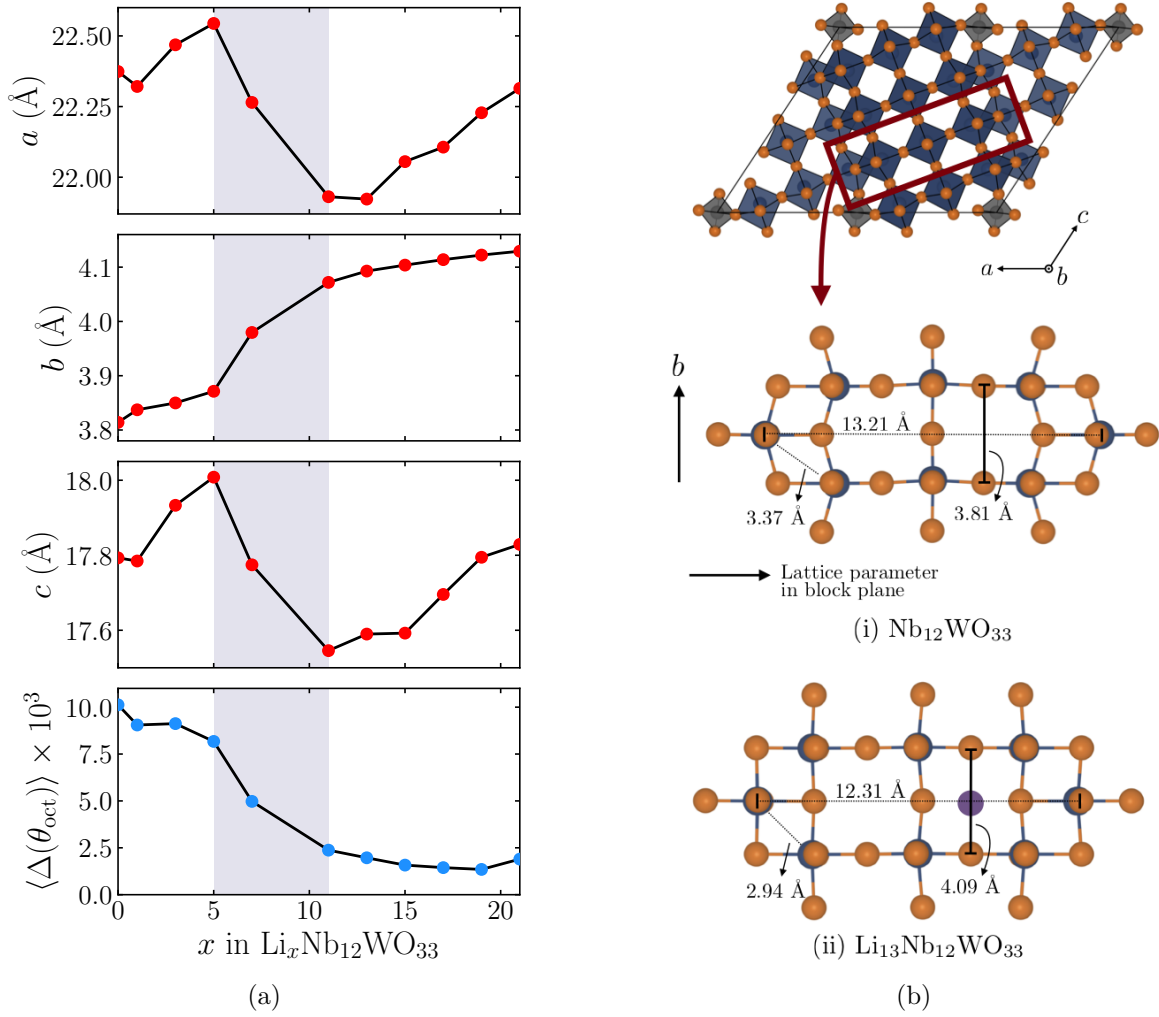 22.50
22.25
22.00
a (Å)
4.1
4.0
3.9
3.8
b (Å)
18.0
17.8
17.6
c (Å)
10.0
7.5
5.0
2.5
0.0
⟨Δ(θ_oct)⟩ × 10³
0 5 10 15 20
x in LiₓNb₁₂WO₃₃
(a)
c
a
b
b
13.21 Å
3.37 Å
3.81 Å
Lattice parameter
in block plane
(i) Nb₁₂WO₃₃
12.31 Å
2.94 Å
4.09 Å
(ii) Li₁₃Nb₁₂WO₃₃
(b)